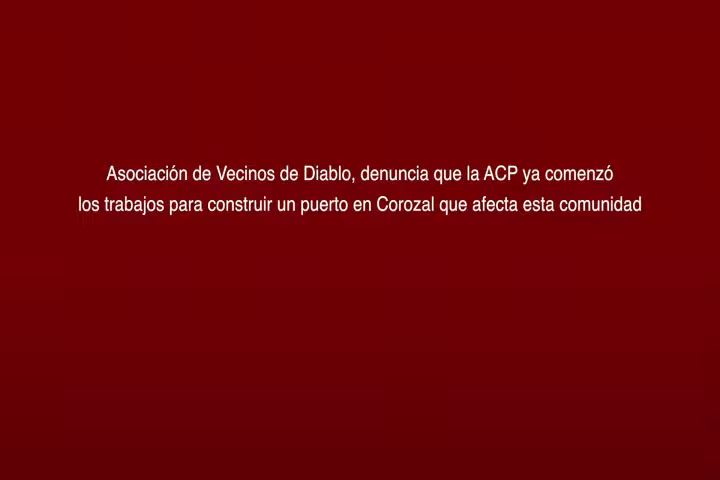 Asociación de Vecinos de Diablo, denuncia que la ACP ya comenzó
los trabajos para construir un puerto en Corozal que afecta esta comunidad